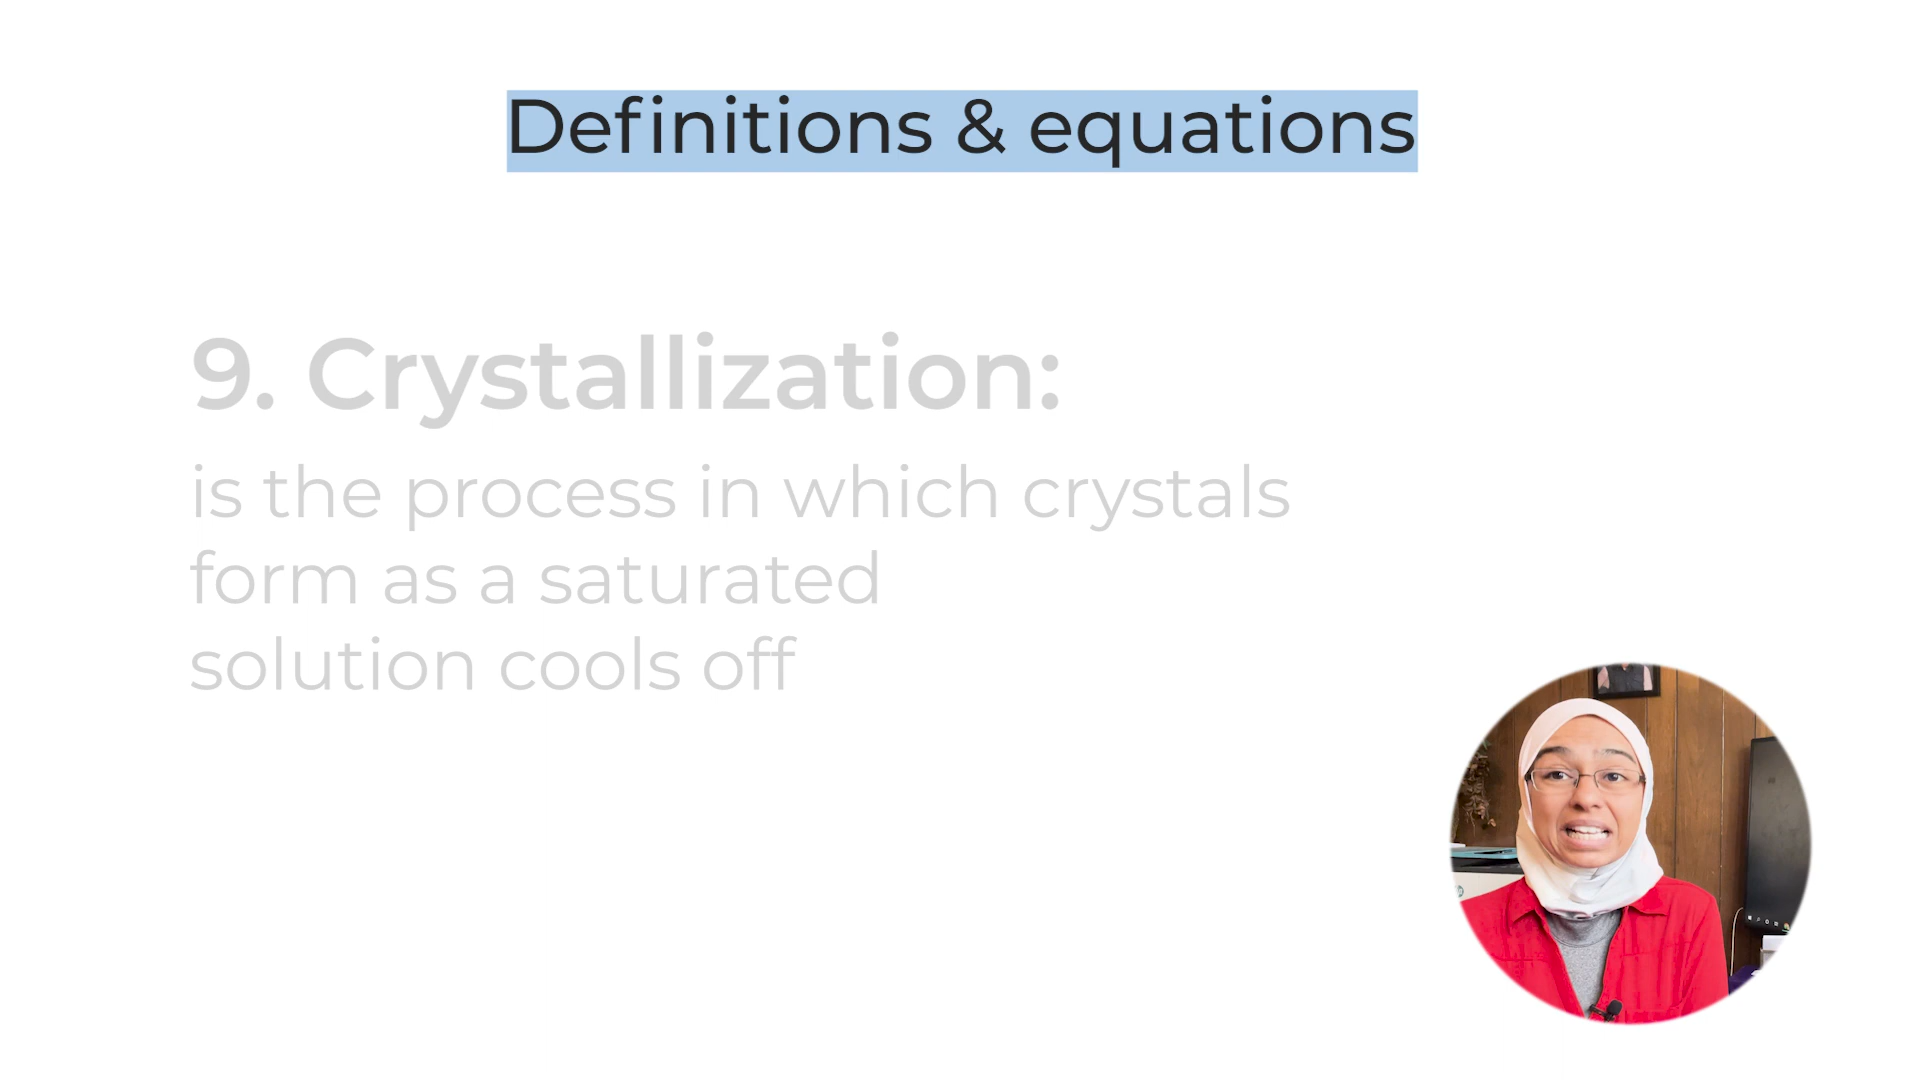 Definitions & equations
9. Crystallization:
is the process in which crystals
form as a saturated
solution cools off